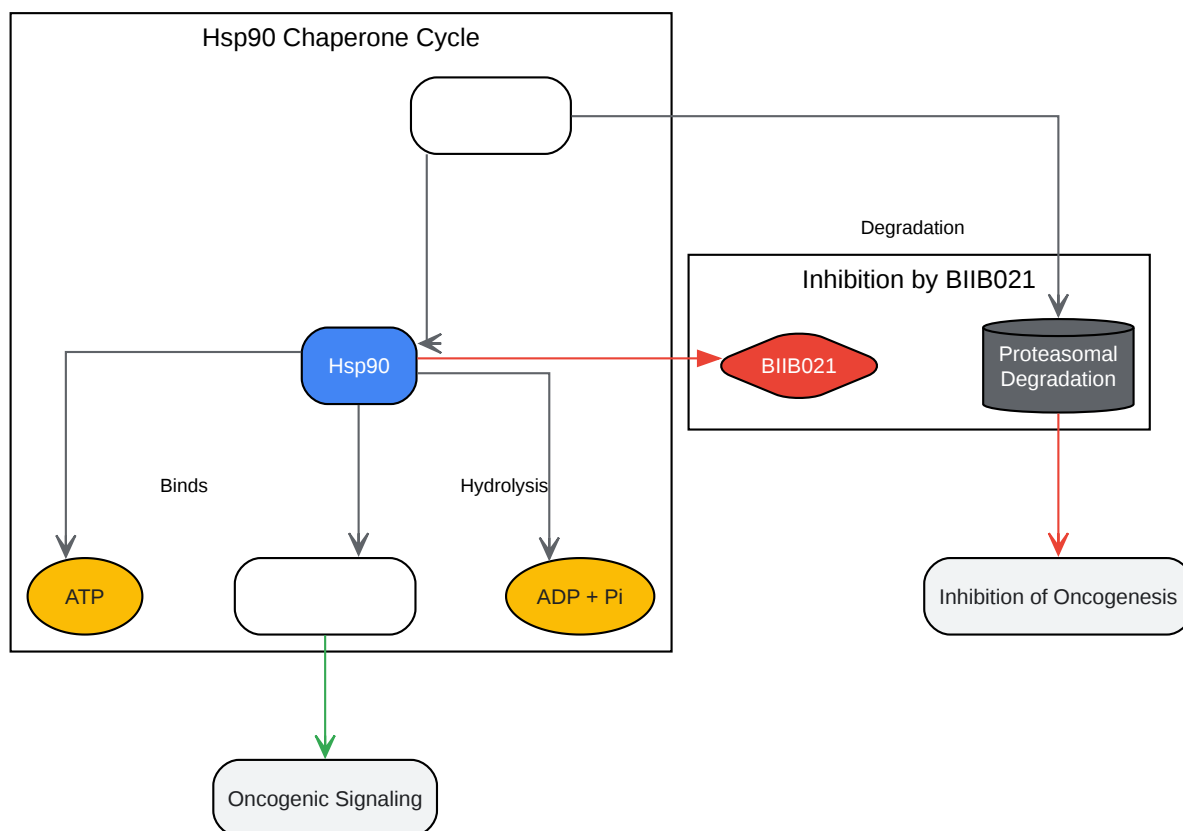 Hsp90 Chaperone Cycle
Degradation
Inhibition by BIIB021
Hsp90
BIIB021
Proteasomal
Degradation
Binds
Hydrolysis
ATP
ADP + Pi
Inhibition of Oncogenesis
Oncogenic Signaling